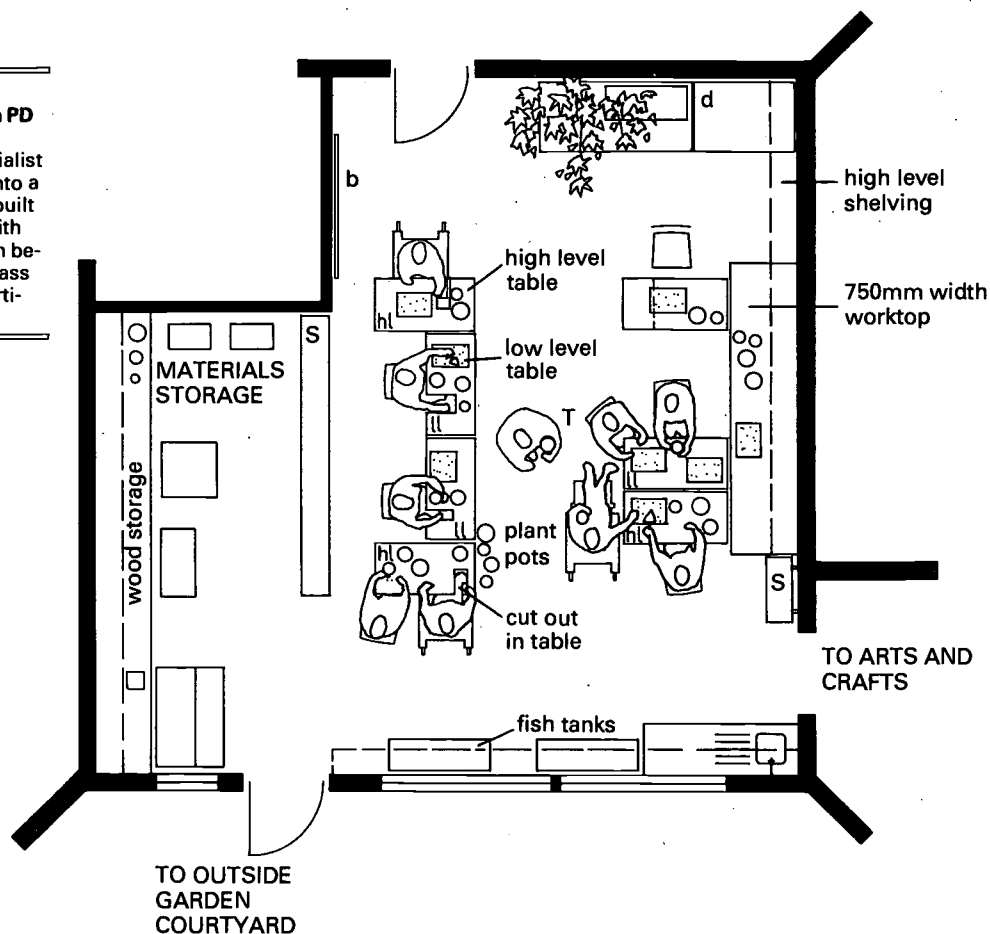 PD
ialist
nto a
built
ith
n be-
ass
rti-
d
b
high level
shelving
high level
table
750mm width
worktop
hl
S
low level
table
MATERIALS
STORAGE
ll
T
wood storage
plant
pots
ll
hl
hl
S
cut out
in table
TO ARTS AND
CRAFTS
fish tanks
TO OUTSIDE
GARDEN
COURTYARD